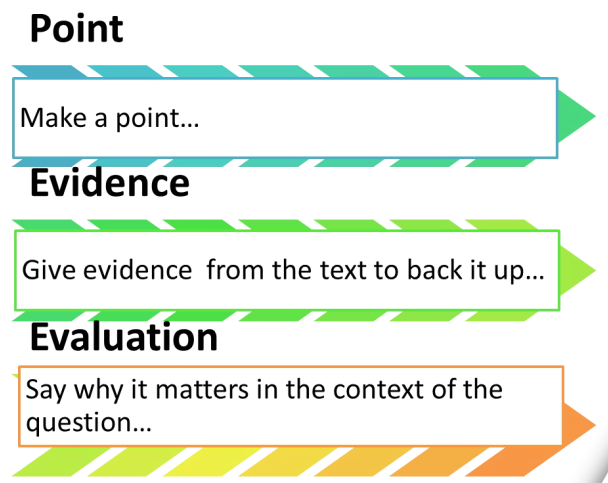 Point
Make a point...
Evidence
Give evidence  from the text to back it up...
Evaluation
Say why it matters in the context of the
question...